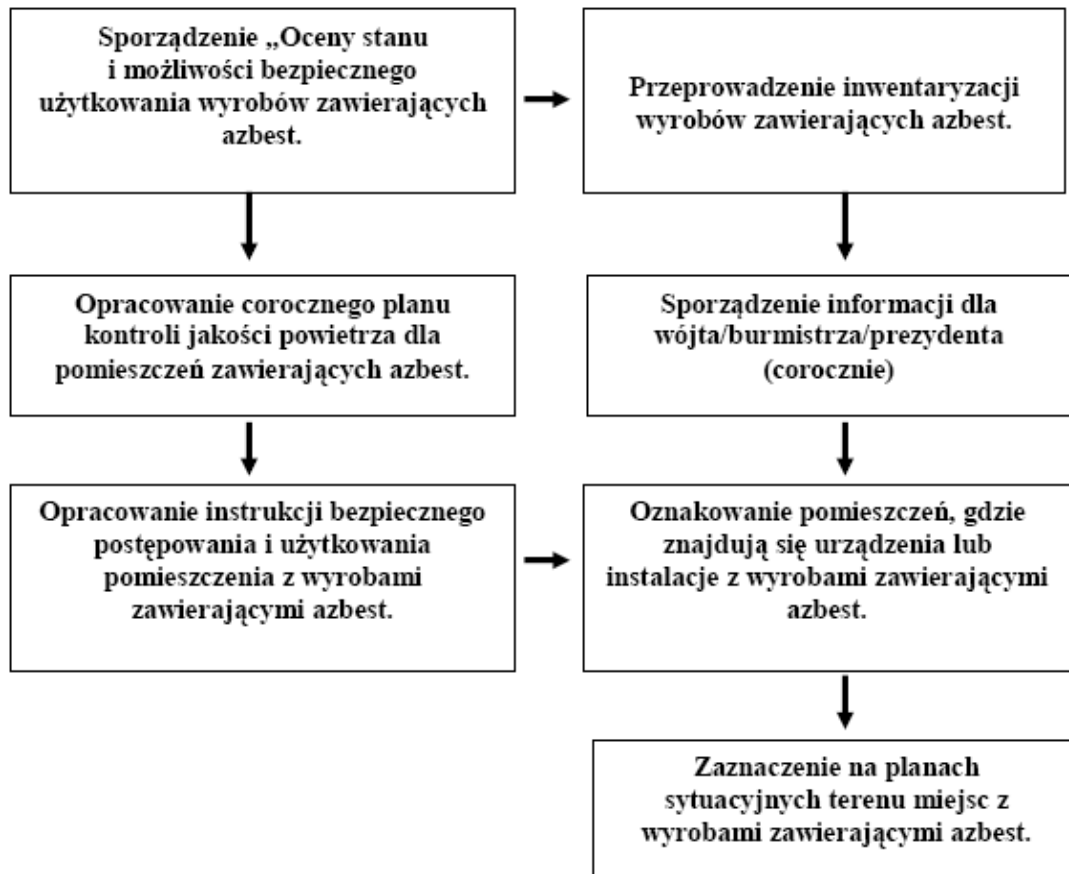 Sporządzenie „Oceny stanu
i możliwości bezpiecznego
użytkowania wyrobów zawierających
azbest.
Przeprowadzenie inwentaryzacji
wyrobów zawierających azbest.
Opracowanie corocznego planu
kontroli jakości powietrza dla
pomieszczeń zawierających azbest.
Sporządzenie informacji dla
wójta/burmistrza/prezydenta
(corocznie)
Opracowanie instrukcji bezpiecznego
postępowania i użytkowania
pomieszczenia z wyrobami
zawierającymi azbest.
Oznakowanie pomieszczeń, gdzie
znajdują się urządzenia lub
instalacje z wyrobami zawierającymi
azbest.
Zaznaczenie na planach
sytuacyjnych terenu miejsc z
wyrobami zawierającymi azbest.